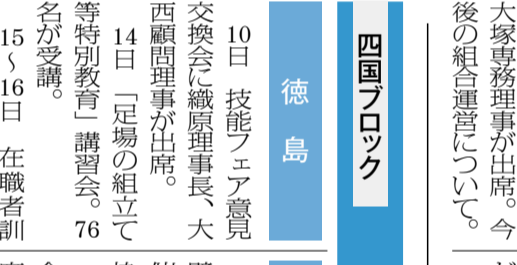 大塚専務理事が出席。今
後の組合運営について。
四国ブロック
徳島
10日　技能フェア意見
交換会に織原理事長、大
西顧問理事が出席。
14日　「足場の組立て
等特別教育」講習会。76
名が受講。
15～16日　在職者訓